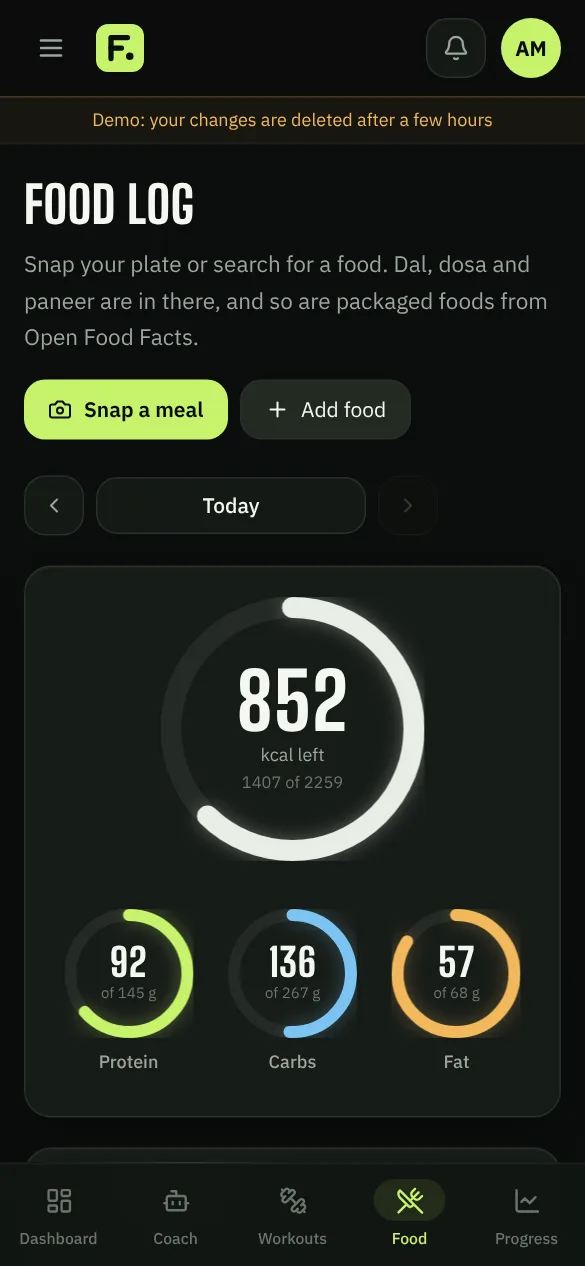 F.
AM
Demo: your changes are deleted after a few hours
FOOD LOG
Snap your plate or search for a food. Dal, dosa and
paneer are in there, and so are packaged foods from
Open Food Facts.
Snap a meal
Add food
Today
852
kcal left
1407 of 2259
92
of 145 g
Protein
136
of 267 g
Carbs
57
of 68 g
Fat
Dashboard
Coach
Workouts
Food
Progress